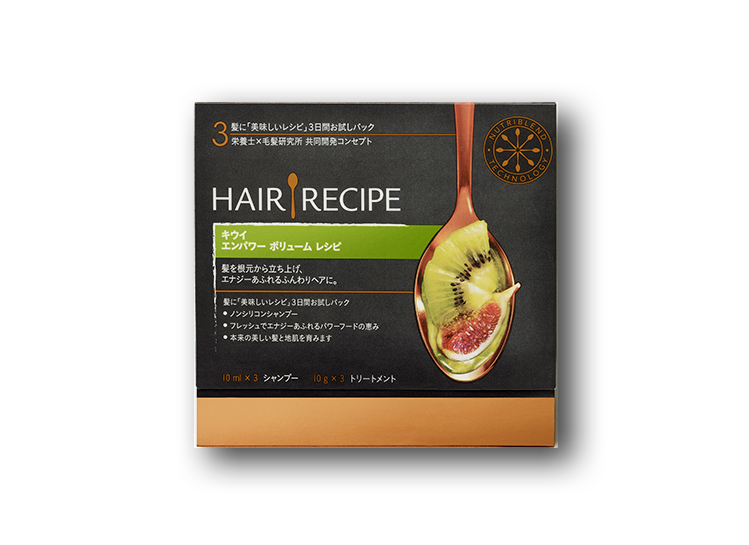 3
髪に「美味しいレシピ」3日間お試しパック
栄養士×毛髪研究所 共同開発コンセプト
NUTRIBLEND TECHNOLOGY
HAIR RECIPE
キウイ
エンパワー ボリューム レシピ
髪を根元から立ち上げ、
エナジーあふれるふんわりヘアに。
髪に「美味しいレシピ」3日間お試しパック
● ノンシリコンシャンプー
● フレッシュでエナジーあふれるパワーフードの恵み
● 本来の美しい髪と地肌を育みます
10 ml × 3 シャンプー 10 g × 3 トリートメント